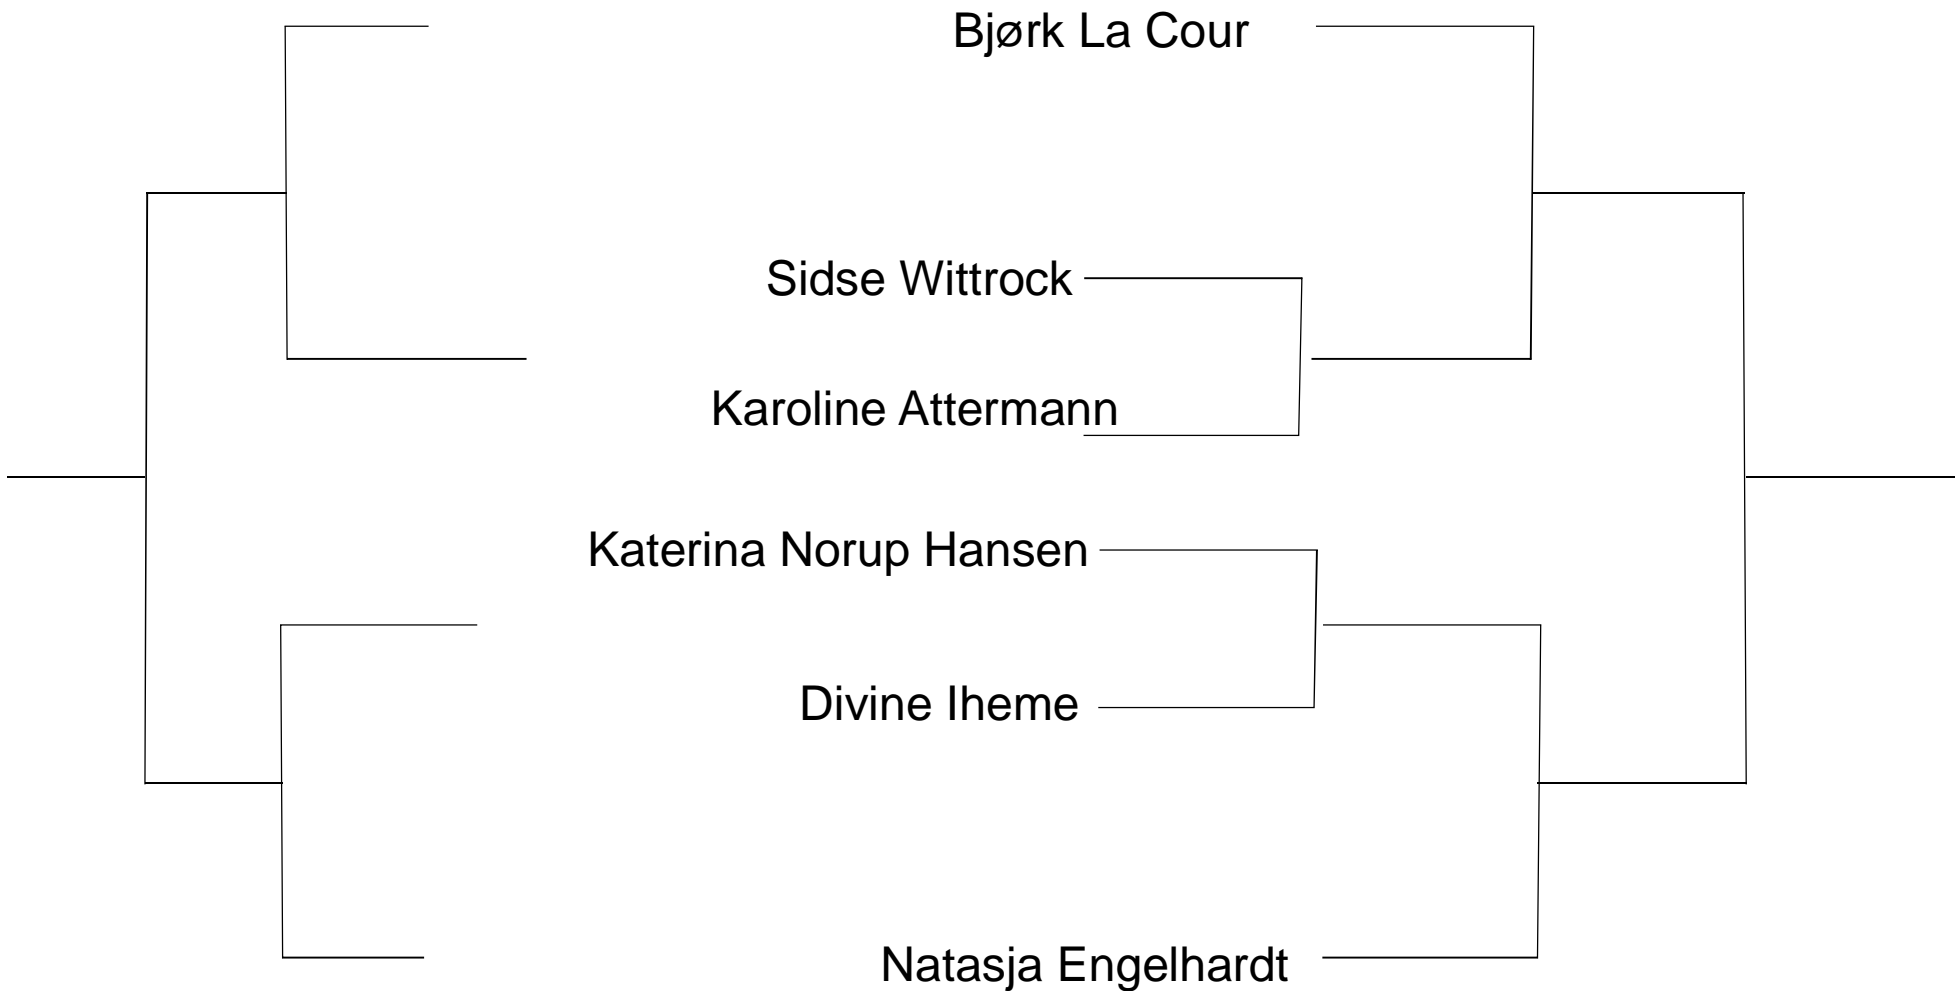 Bjørk La Cour
Sidse Wittrock
Karoline Attermann
Katerina Norup Hansen
Divine Iheme
Natasja Engelhardt